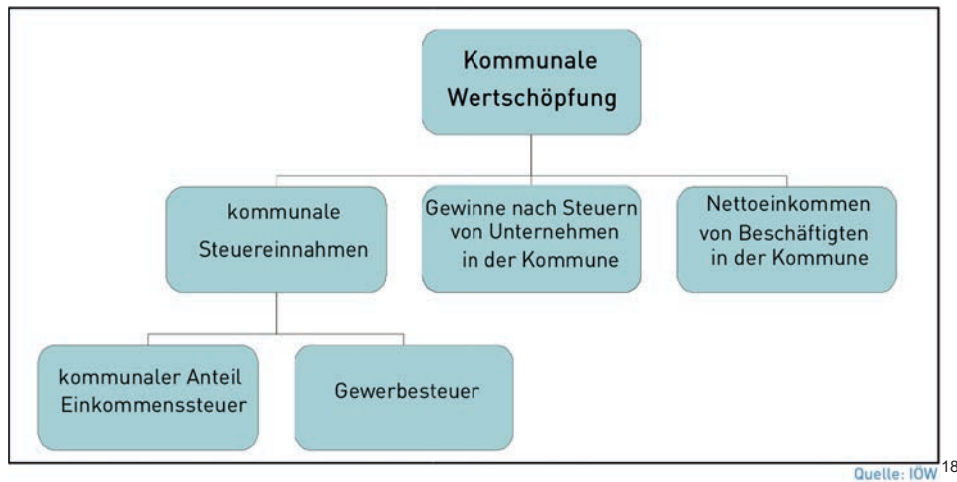 Kommunale
Wertschöpfung
kommunale
Steuereinnahmen
Gewinne nach Steuern
von Unternehmen
in der Kommune
Nettoeinkommen
von Beschäftigten
in der Kommune
kommunaler Anteil
Einkommenssteuer
Gewerbesteuer
Quelle: IÖW 18